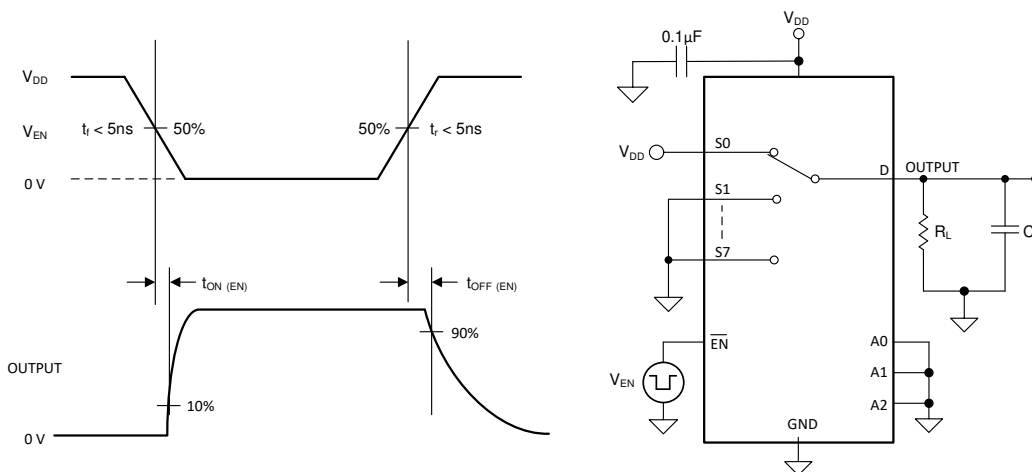 V_DD
V_EN
0 V
t_f < 5ns
50%
50%
t_r < 5ns
t_ON (EN)
t_OFF (EN)
90%
OUTPUT
10%
0 V
V_DD
0.1µF
V_DD
S0
S1
S7
D
OUTPUT
R_L
EN
V_EN
A0
A1
A2
GND